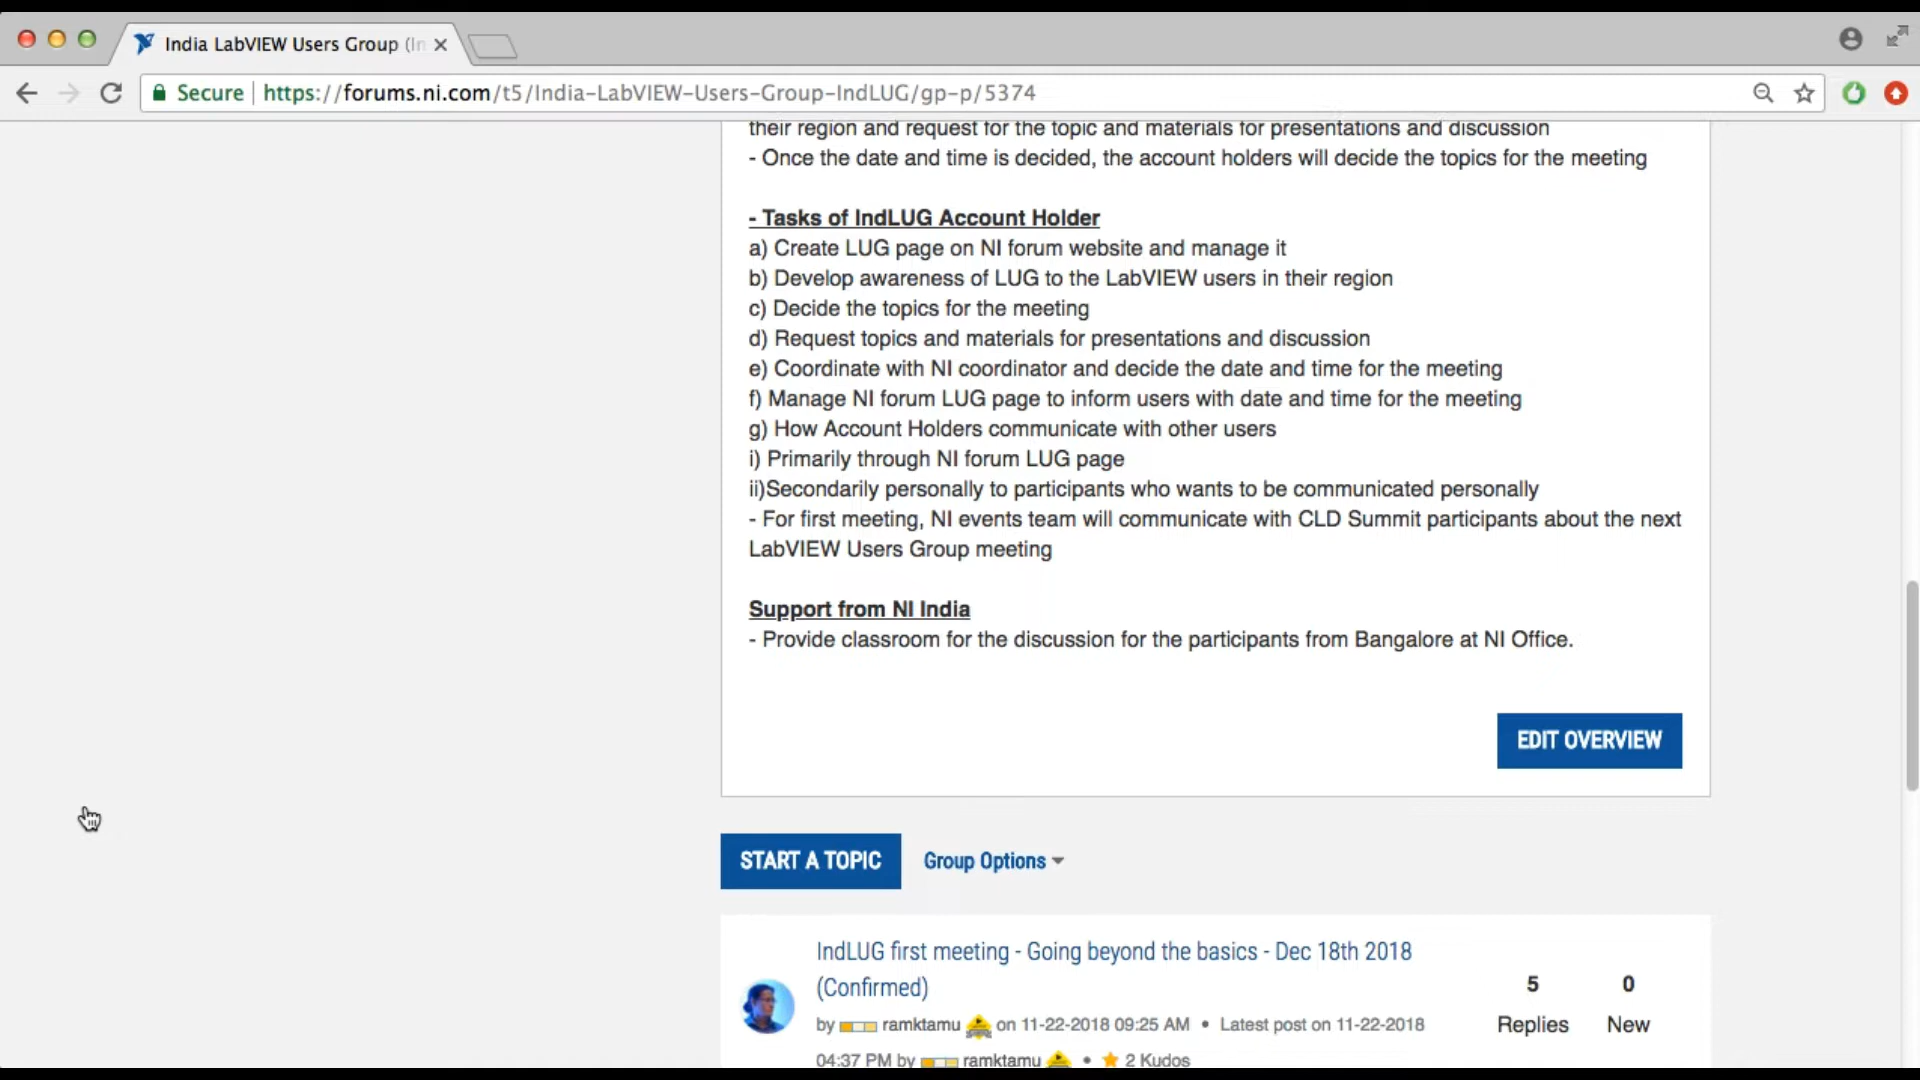 India LabVIEW Users Group (In
Secure https://forums.ni.com/t5/India-LabVIEW-Users-Group-IndLUG/gp-p/5374
their region and request for the topic and materials for presentations and discussion
- Once the date and time is decided, the account holders will decide the topics for the meeting
- Tasks of IndLUG Account Holder
a) Create LUG page on NI forum website and manage it
b) Develop awareness of LUG to the LabVIEW users in their region
c) Decide the topics for the meeting
d) Request topics and materials for presentations and discussion
e) Coordinate with NI coordinator and decide the date and time for the meeting
f) Manage NI forum LUG page to inform users with date and time for the meeting
g) How Account Holders communicate with other users
i) Primarily through NI forum LUG page
ii)Secondarily personally to participants who wants to be communicated personally
- For first meeting, NI events team will communicate with CLD Summit participants about the next
LabVIEW Users Group meeting
Support from NI India
- Provide classroom for the discussion for the participants from Bangalore at NI Office.
EDIT OVERVIEW
START A TOPIC Group Options
IndLUG first meeting - Going beyond the basics - Dec 18th 2018
(Confirmed)
by ramktamu on 11-22-2018 09:25 AM • Latest post on 11-22-2018
04:37 PM by ramktamu • 2 Kudos
5 0
Replies New